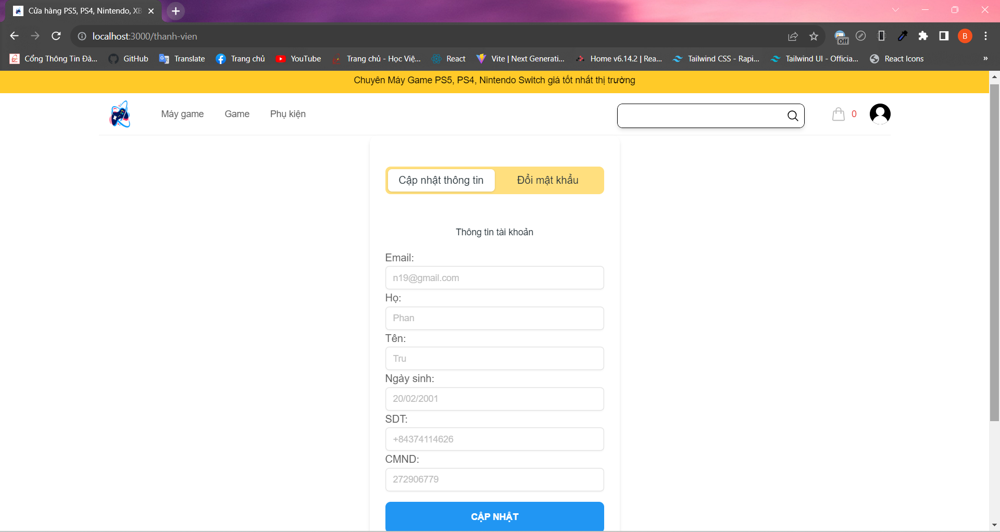 Cửa hàng PS5, PS4, Nintendo, XB
localhost:3000/thanh-vien
Off
B
Cổng Thông Tin Đà...
GitHub
Translate
Trang chủ
YouTube
Trang chủ - Học Việ...
React
Vite | Next Generati...
Home v6.14.2 | Rea...
Tailwind CSS - Rapi...
Tailwind UI - Officia...
React Icons
»
Chuyên Máy Game PS5, PS4, Nintendo Switch giá tốt nhất thị trường
Máy game
Game
Phụ kiện
0
Cập nhật thông tin
Đổi mật khẩu
Thông tin tài khoản
Email:
n19@gmail.com
Họ:
Phan
Tên:
Tru
Ngày sinh:
20/02/2001
SDT:
+84374114626
CMND:
272906779
CẬP NHẬT